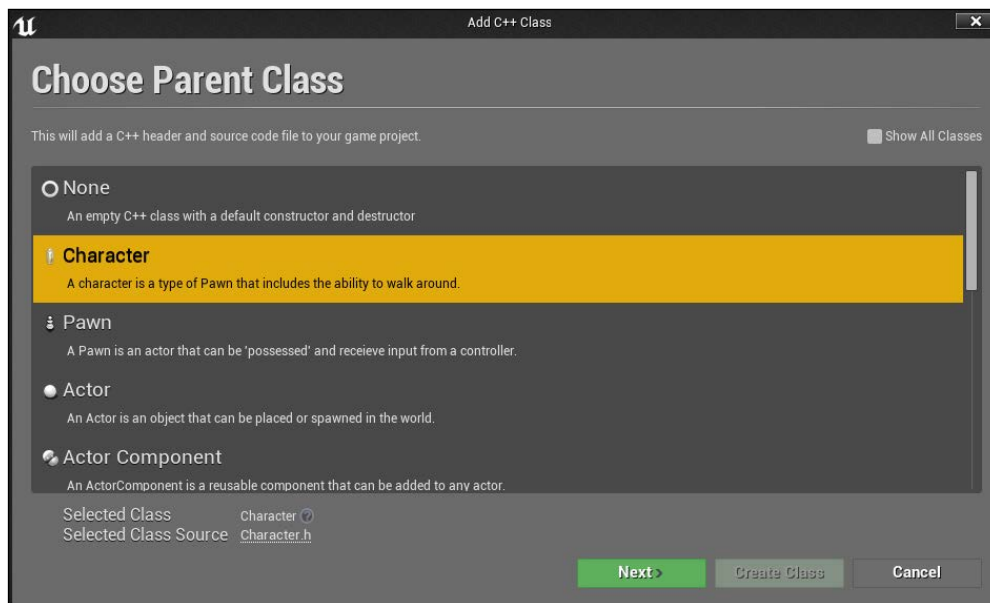 Add C++ Class
Choose Parent Class
This will add a C++ header and source code file to your game project.
Show All Classes
None
An empty C++ class with a default constructor and destructor
Character
A character is a type of Pawn that includes the ability to walk around.
Pawn
A Pawn is an actor that can be 'possessed' and receieve input from a controller.
Actor
An Actor is an object that can be placed or spawned in the world.
Actor Component
An ActorComponent is a reusable component that can be added to any actor.
Selected Class Character
Selected Class Source Character.h
Next
Create Class
Cancel